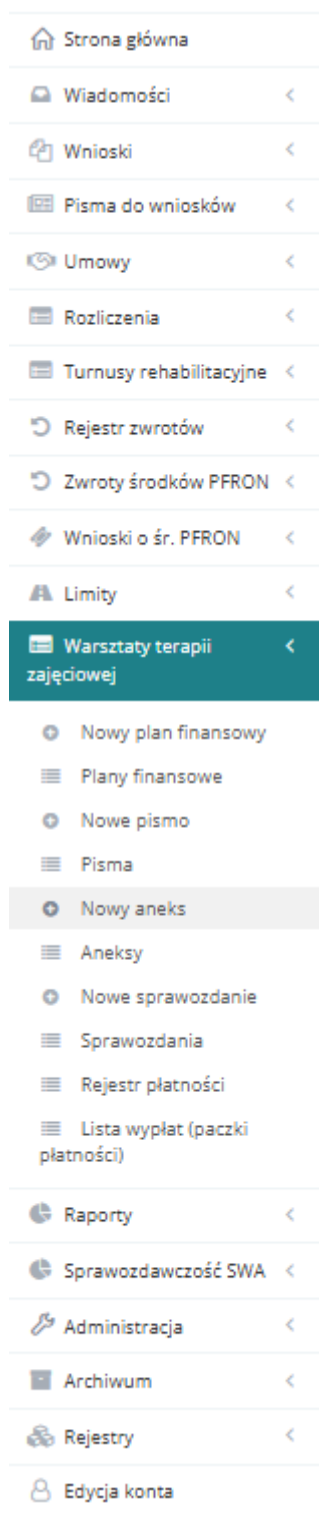 Strona główna
Wiadomości
Wnioski
Pisma do wniosków
Umowy
Rozliczenia
Turnusy rehabilitacyjne
Rejestr zwrotów
Zwroty środków PFRON
Wnioski o śr. PFRON
Limity
Warsztaty terapii
zajęciowej
Nowy plan finansowy
Plany finansowe
Nowe pismo
Pisma
Nowy aneks
Aneksy
Nowe sprawozdanie
Sprawozdania
Rejestr płatności
Lista wypłat (paczki
płatności)
Raporty
Sprawozdawczość SWA
Administracja
Archiwum
Rejestry
Edycja konta